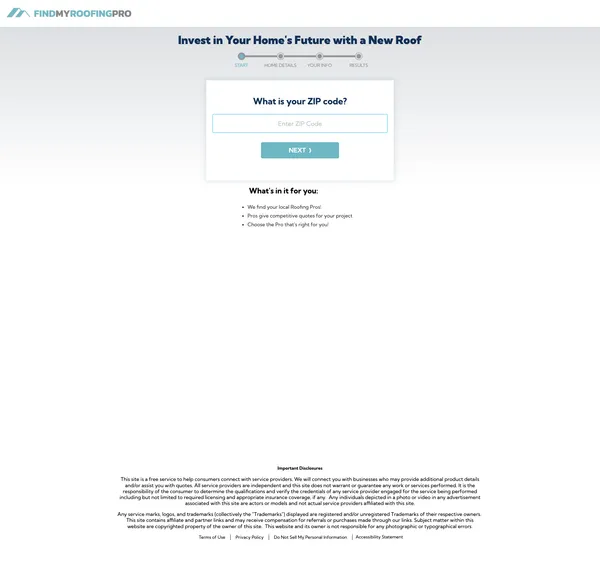 FINDMYROOFINGPRO
Invest in Your Home's Future with a New Roof
START HOME DETAILS YOUR INFO RESULTS
What is your ZIP code?
Enter ZIP Code
NEXT ❯
What's in it for you:
• We find your local Roofing Pros!
• Pros give competitive quotes for your project
• Choose the Pro that's right for you!
Important Disclosures
This site is a free service to help consumers connect with service providers. We will connect you with businesses who may provide additional product details
and/or assist you with quotes. All service providers are independent and this site does not warrant or guarantee any work or services performed. It is the
responsibility of the consumer to determine the qualifications and verify the credentials of any service provider engaged for the service being performed
including but not limited to required licensing and appropriate insurance coverage, if any. Any individuals depicted in a photo or video in any advertisement
associated with this site are actors or models and not actual service providers affiliated with this site.
Any service marks, logos, and trademarks (collectively the "Trademarks") displayed are registered and/or unregistered Trademarks of their respective owners.
This site contains affiliate and partner links and may receive compensation for referrals or purchases made through our links. Subject matter within this
website are copyrighted property of the owner of this site. This website and its owner is not responsible for any photographic or typographical errors
Terms of Use | Privacy Policy | Do Not Sell My Personal Information | Accessibility Statement